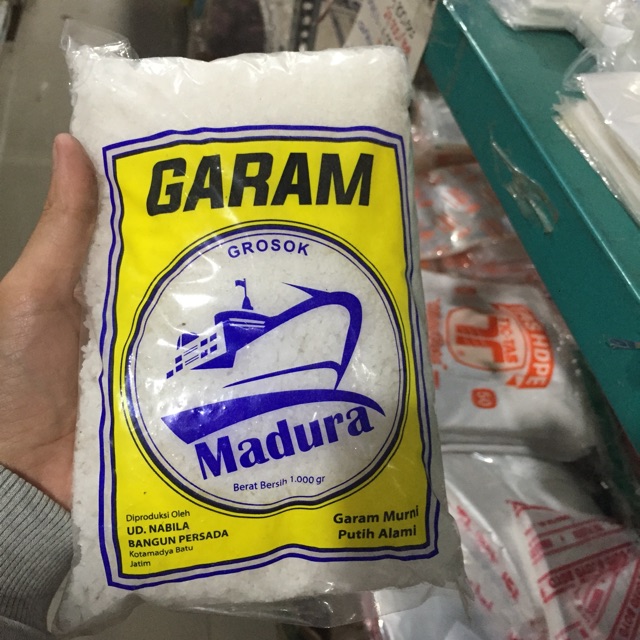 GARAM
GROSOK
Madura
Berat Bersih 1.000 gr
Diproduksi Oleh
UD. NABILA
BANGUN PERSADA
Kotamadya Batu
Jatim
Garam Murni
Putih Alami